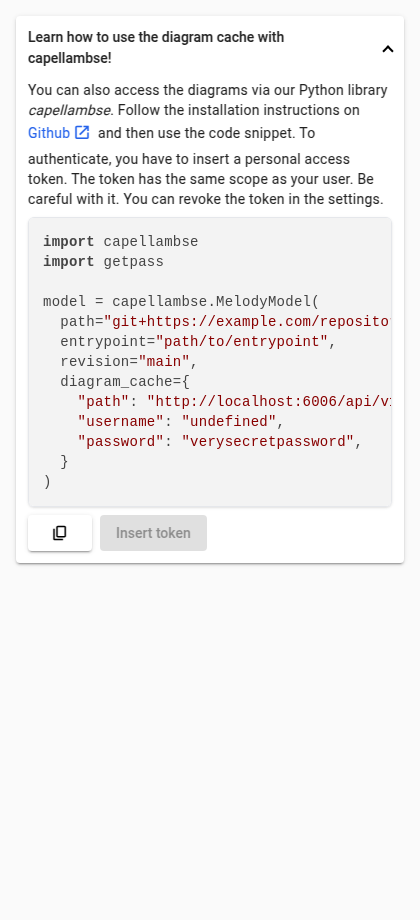 Learn how to use the diagram cache with
capellambse!
You can also access the diagrams via our Python library
capellambse. Follow the installation instructions on
Github and then use the code snippet. To
authenticate, you have to insert a personal access
token. The token has the same scope as your user. Be
careful with it. You can revoke the token in the settings.
import capellambse
import getpass
model = capellambse.MelodyModel(
  path="git+https://example.com/reposito
  entrypoint="path/to/entrypoint",
  revision="main",
  diagram_cache={
    "path": "http://localhost:6006/api/v
    "username": "undefined",
    "password": "verysecretpassword",
  }
)
Insert token